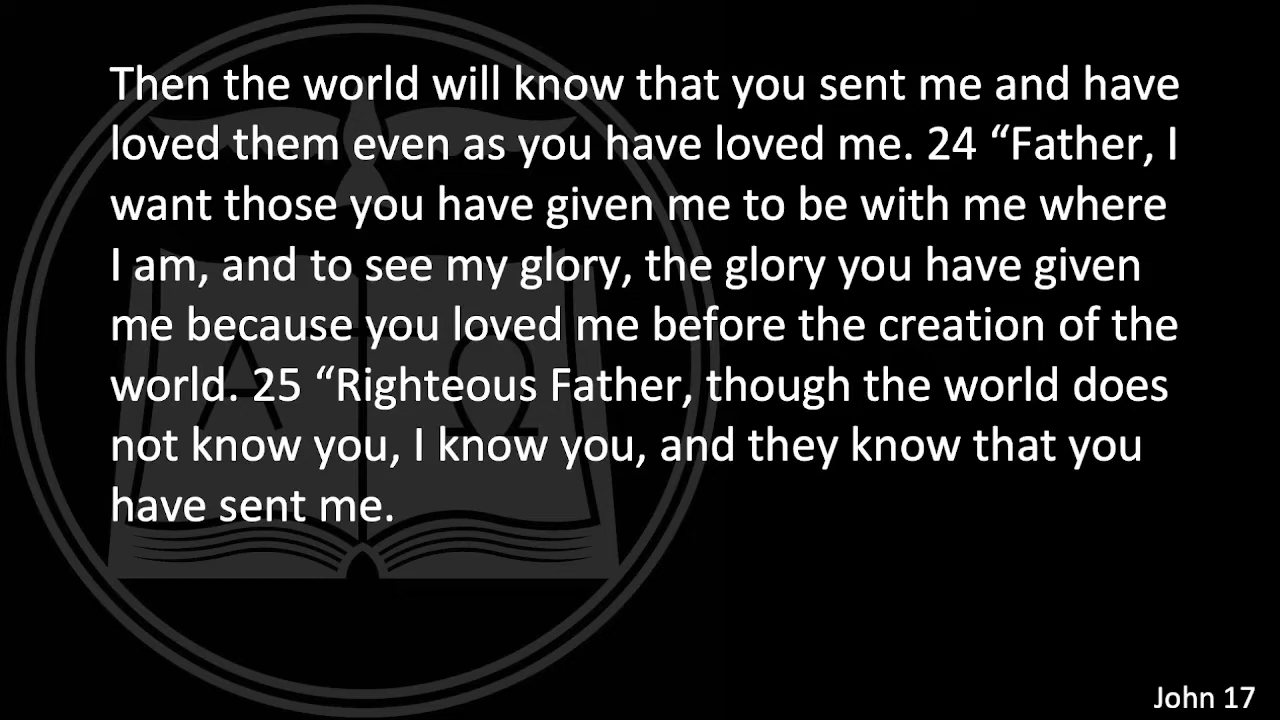 Then the world will know that you sent me and have
loved them even as you have loved me. 24 “Father, I
want those you have given me to be with me where
I am, and to see my glory, the glory you have given
me because you loved me before the creation of the
world. 25 “Righteous Father, though the world does
not know you, I know you, and they know that you
have sent me.
Α Ω
John 17